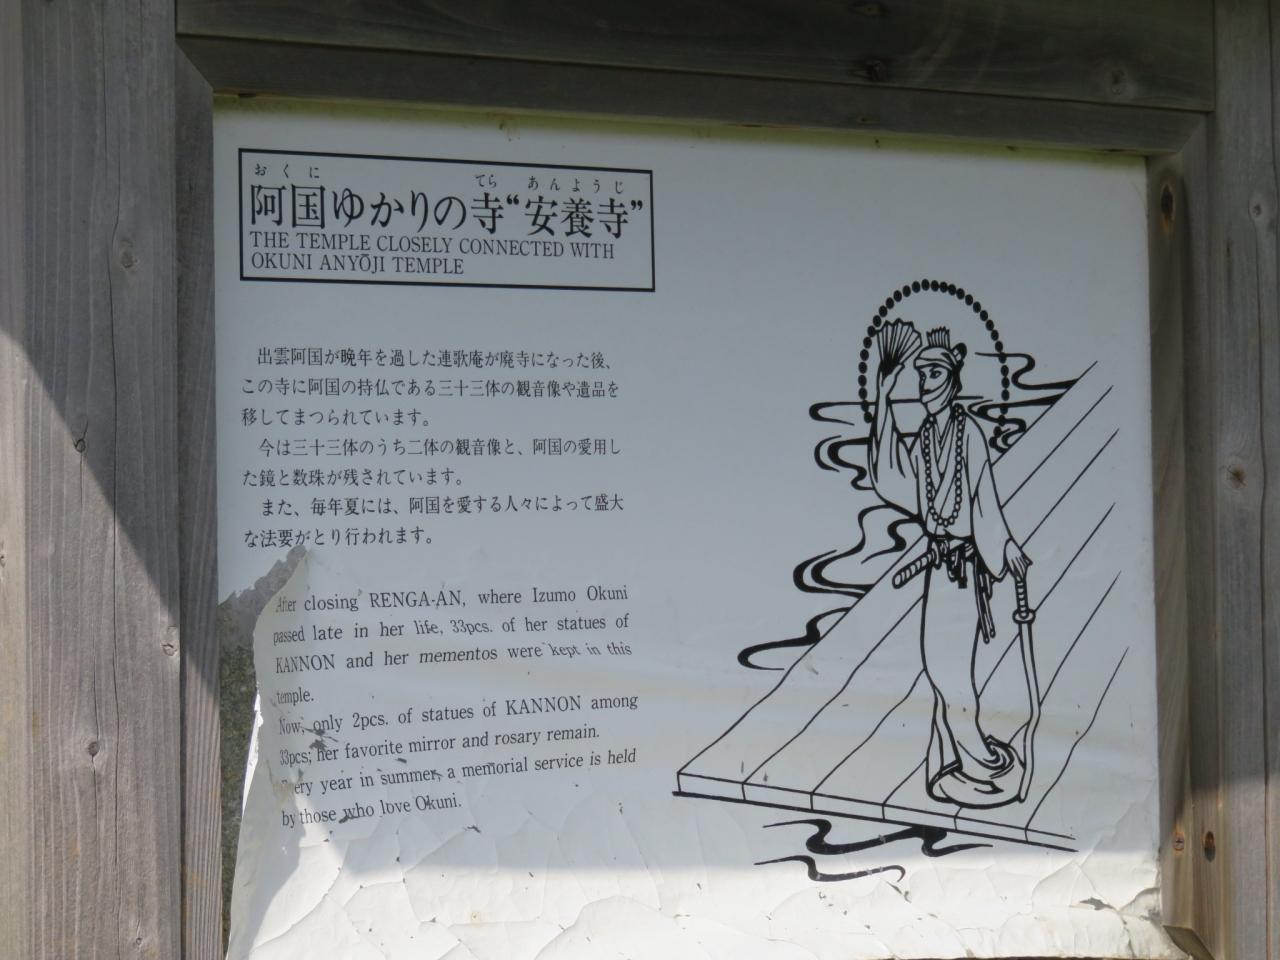 おくに てら あんようじ
阿国ゆかりの寺“安養寺”
THE TEMPLE CLOSELY CONNECTED WITH
OKUNI ANYŌJI TEMPLE
出雲阿国が晩年を過した連歌庵が廃寺になった後、
この寺に阿国の持仏である三十三体の観音像や遺品を
移してまつられています。
今は三十三体のうち二体の観音像と、阿国の愛用し
た鏡と数珠が残されています。
また、毎年夏には、阿国を愛する人々によって盛大
な法要がとり行われます。
After closing RENGA-AN, where Izumo Okuni
passed late in her life, 33pcs. of her statues of
KANNON and her mementos were kept in this
temple.
Now, only 2pcs. of statues of KANNON among
33pcs; her favorite mirror and rosary remain.
year in summer, a memorial service is held
by those who love Okuni.